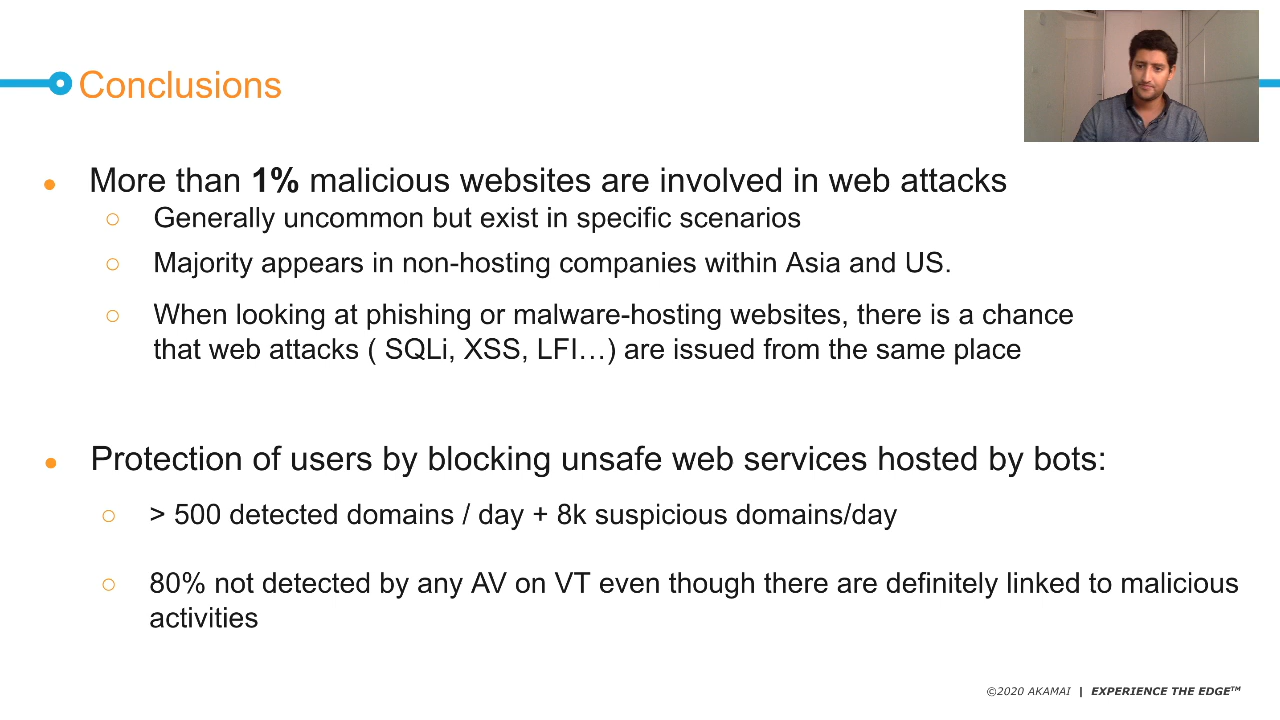 Conclusions
More than 1% malicious websites are involved in web attacks
Generally uncommon but exist in specific scenarios
Majority appears in non-hosting companies within Asia and US.
When looking at phishing or malware-hosting websites, there is a chance
that web attacks ( SQLi, XSS, LFI…) are issued from the same place
Protection of users by blocking unsafe web services hosted by bots:
> 500 detected domains / day + 8k suspicious domains/day
80% not detected by any AV on VT even though there are definitely linked to malicious
activities
©2020 AKAMAI | EXPERIENCE THE EDGE™